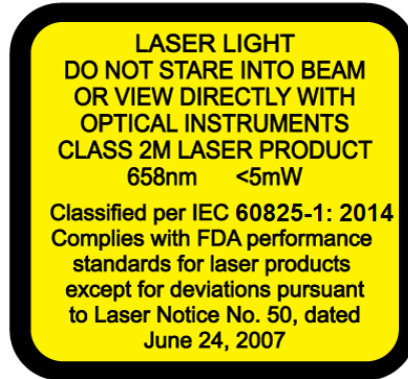 LASER LIGHT
DO NOT STARE INTO BEAM
OR VIEW DIRECTLY WITH
OPTICAL INSTRUMENTS
CLASS 2M LASER PRODUCT
658nm <5mW
Classified per IEC 60825-1: 2014
Complies with FDA performance
standards for laser products
except for deviations pursuant
to Laser Notice No. 50, dated
June 24, 2007